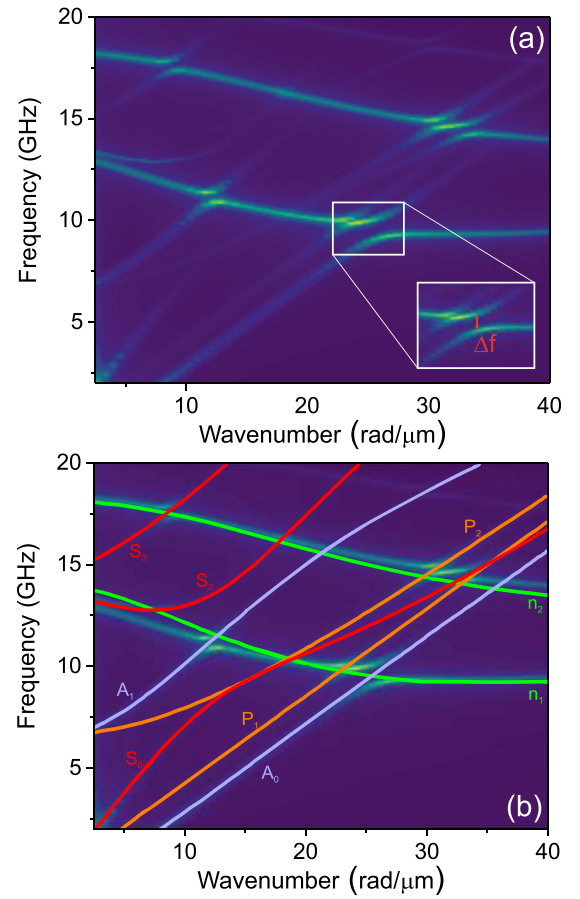 (a)
20
15
10
5
Frequency (GHz)
Δf
10
20
30
40
Wavenumber (rad/μm)
20
15
10
5
Frequency (GHz)
S₃
S₂
P₂
n₂
A₁
n₁
P₁
S₀
A₀
(b)
10
20
30
40
Wavenumber (rad/μm)